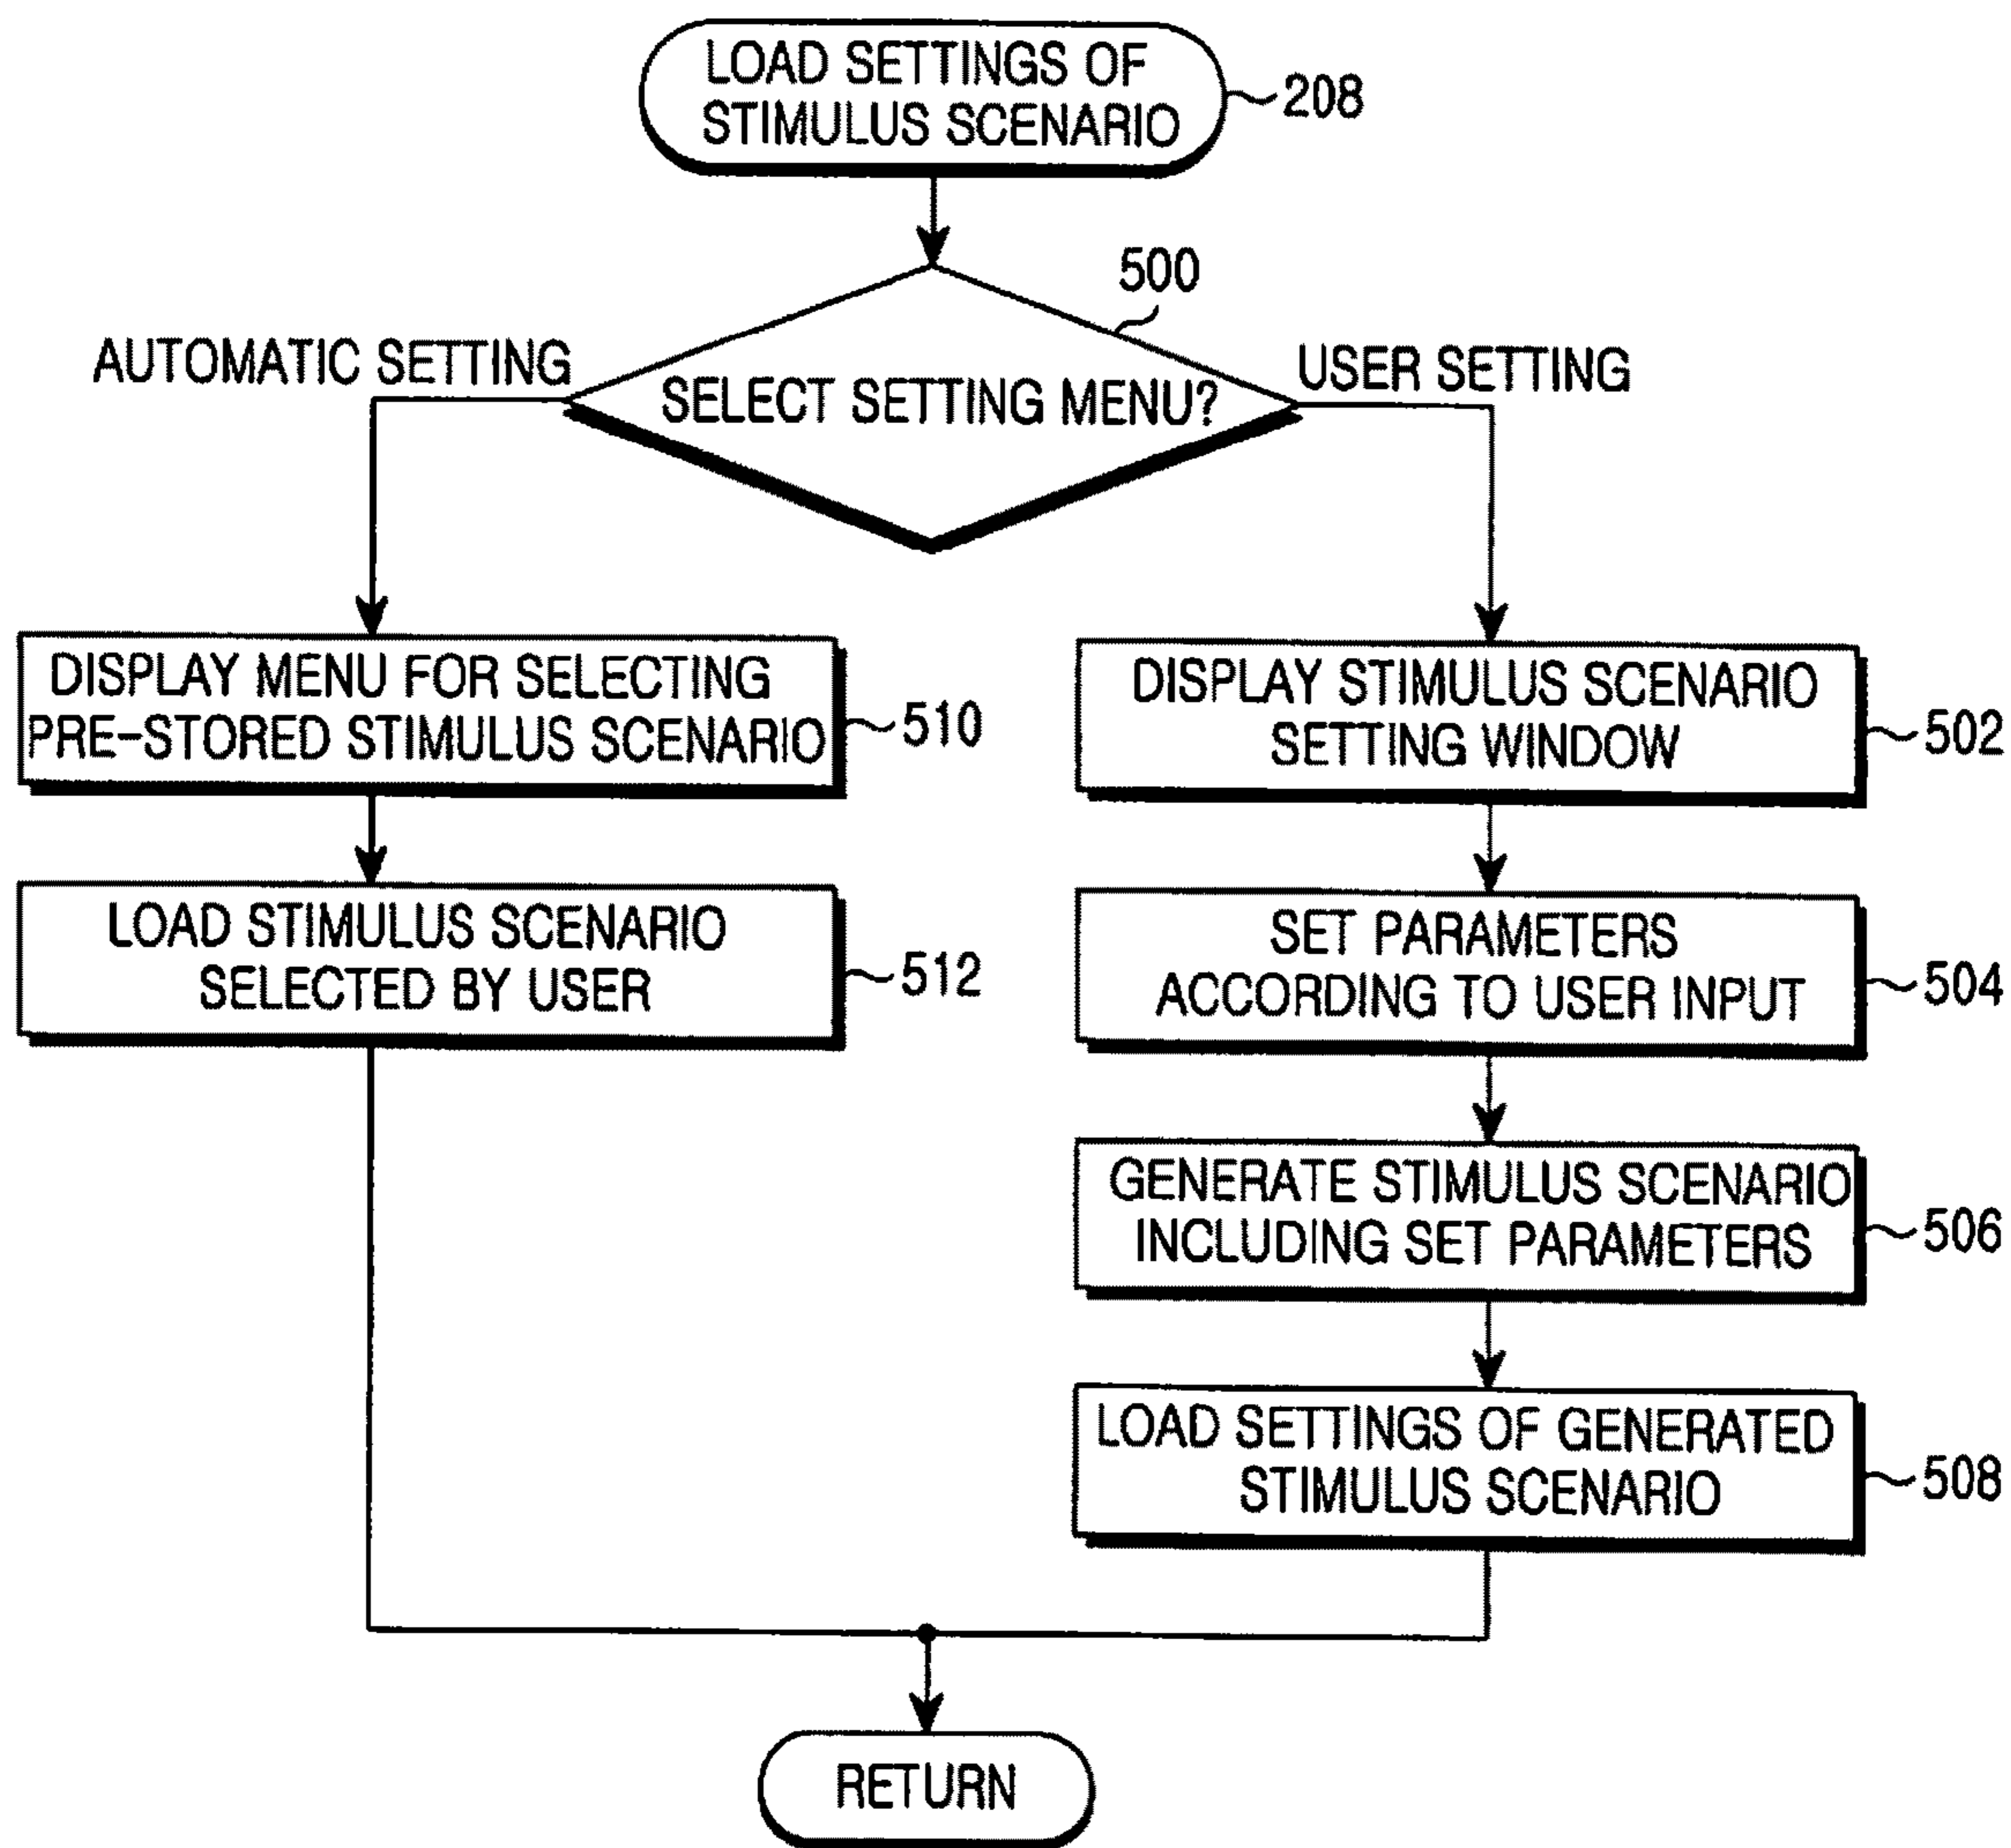 LOAD SETTINGS OF
STIMULUS SCENARIO
208
500
AUTOMATIC SETTING
SELECT SETTING MENU?
USER SETTING
DISPLAY MENU FOR SELECTING
PRE-STORED STIMULUS SCENARIO
510
DISPLAY STIMULUS SCENARIO
SETTING WINDOW
502
LOAD STIMULUS SCENARIO
SELECTED BY USER
512
SET PARAMETERS
ACCORDING TO USER INPUT
504
GENERATE STIMULUS SCENARIO
INCLUDING SET PARAMETERS
506
LOAD SETTINGS OF GENERATED
STIMULUS SCENARIO
508
RETURN